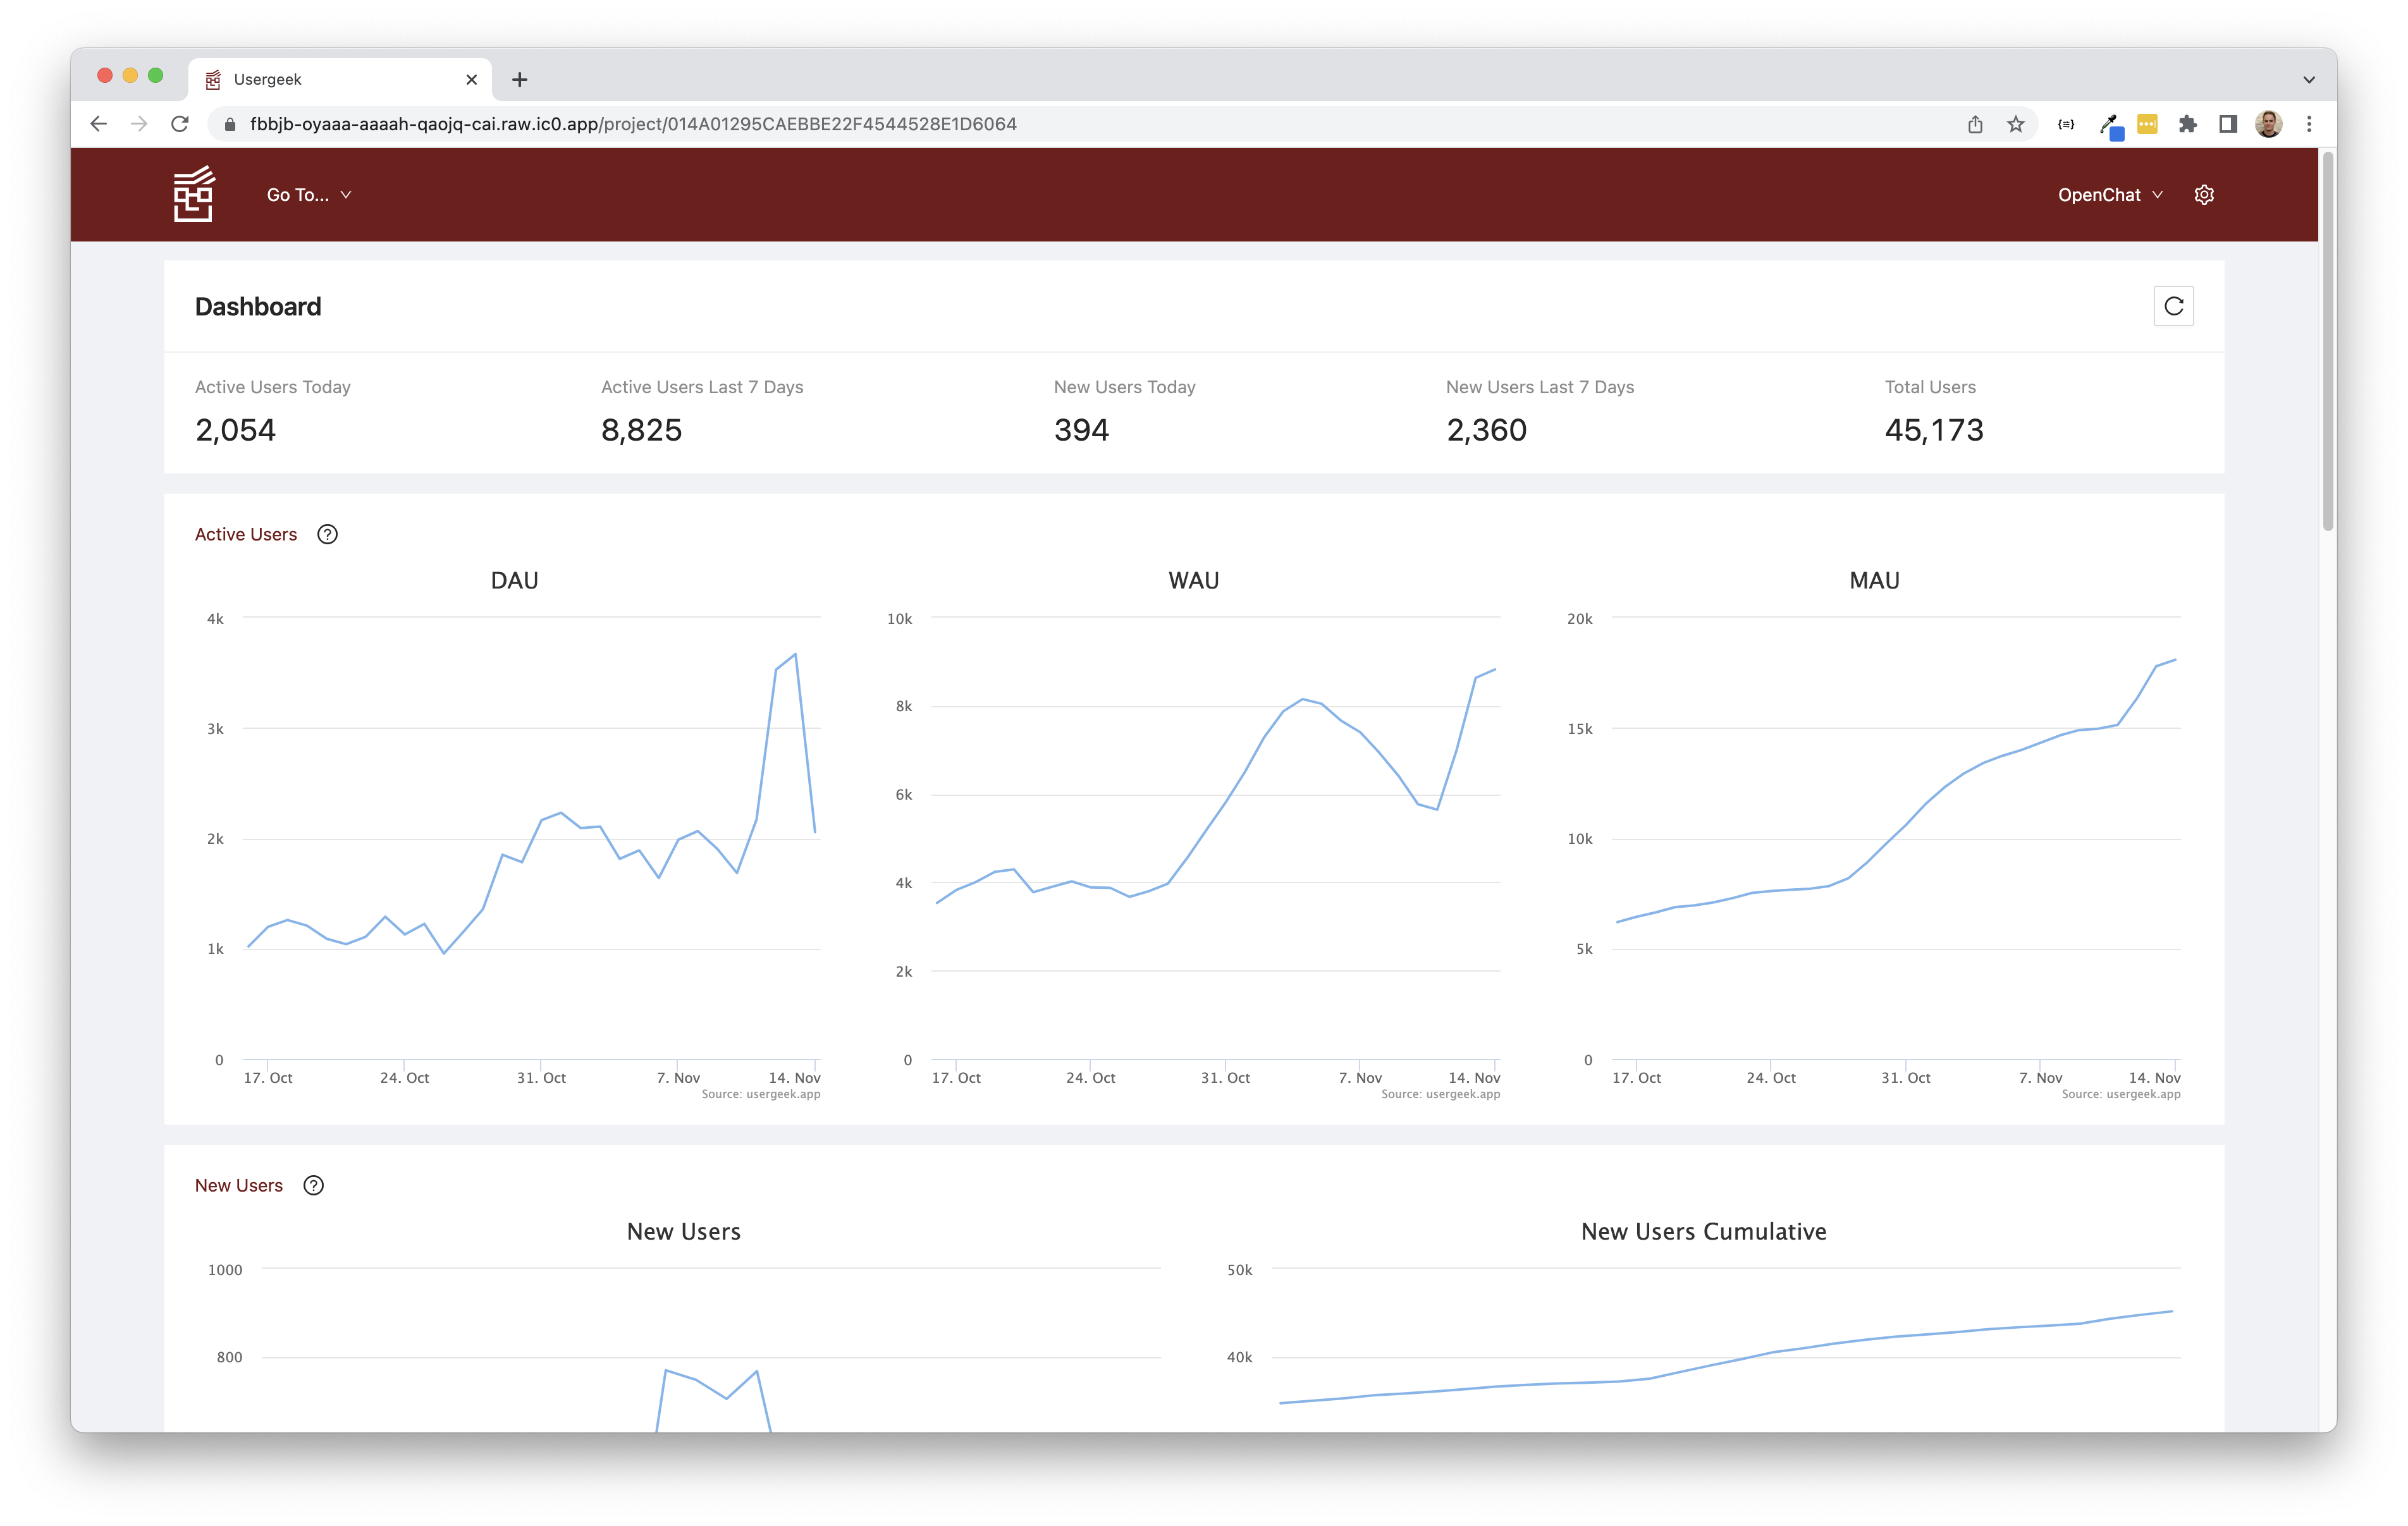 Usergeek
fbbjb-oyaaa-aaaah-qaojq-cai.raw.ic0.app/project/014A01295CAEBBE22F4544528E1D6064
Go To... OpenChat
Dashboard
Active Users Today Active Users Last 7 Days New Users Today New Users Last 7 Days Total Users
2,054 8,825 394 2,360 45,173
Active Users ?
DAU WAU MAU
4k 10k 20k
3k 8k 15k
2k 6k 10k
1k 4k 5k
2k
0 0 0
17. Oct 24. Oct 31. Oct 7. Nov 14. Nov 17. Oct 24. Oct 31. Oct 7. Nov 14. Nov 17. Oct 24. Oct 31. Oct 7. Nov 14. Nov
Source: usergeek.app Source: usergeek.app Source: usergeek.app
New Users ?
New Users New Users Cumulative
1000 50k
800 40k